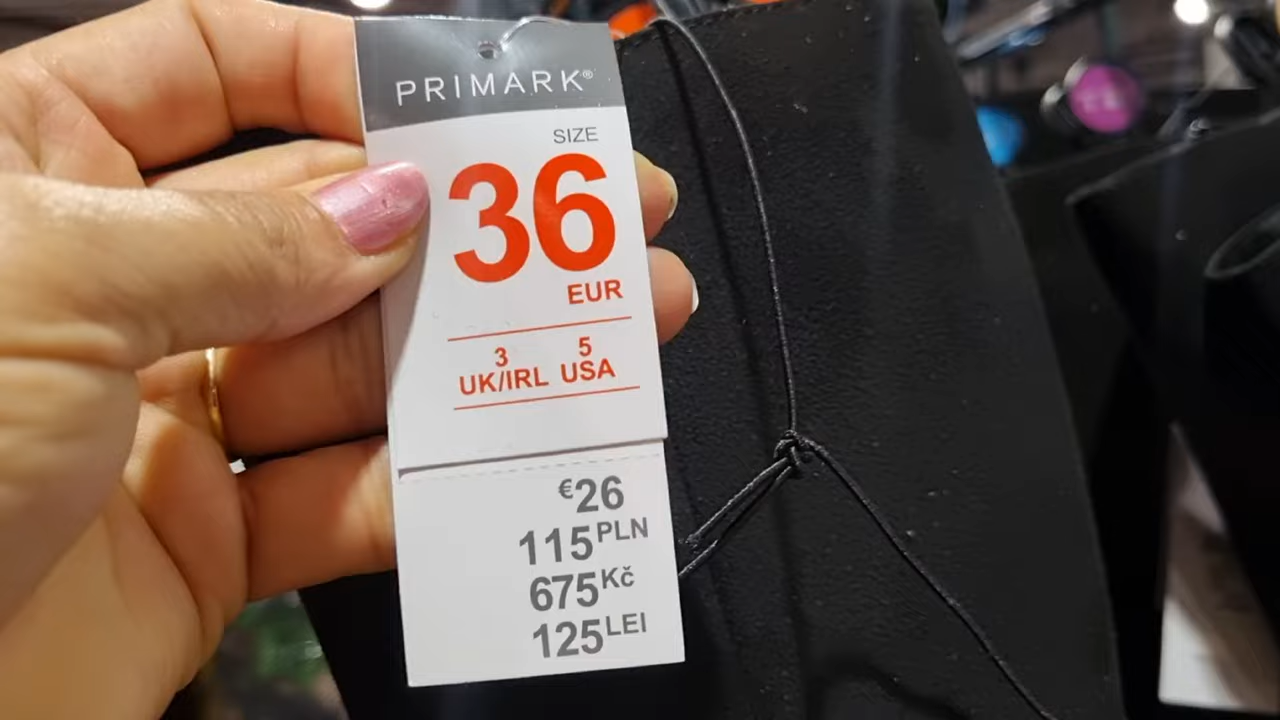 PRIMARK®
SIZE
36
EUR
3 5
UK/IRL USA
€26
115PLN
675Kč
125LEI